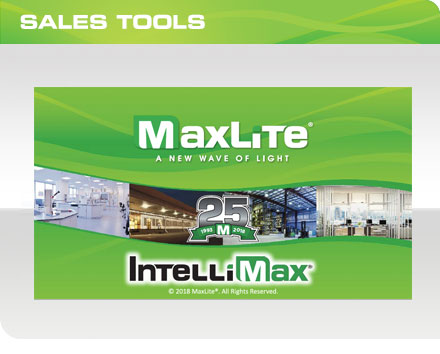 SALES TOOLS
MAXLITE®
A NEW WAVE OF LIGHT
25
1993 M 2018
INTELLIMAX®
© 2018 MaxLite®. All Rights Reserved.